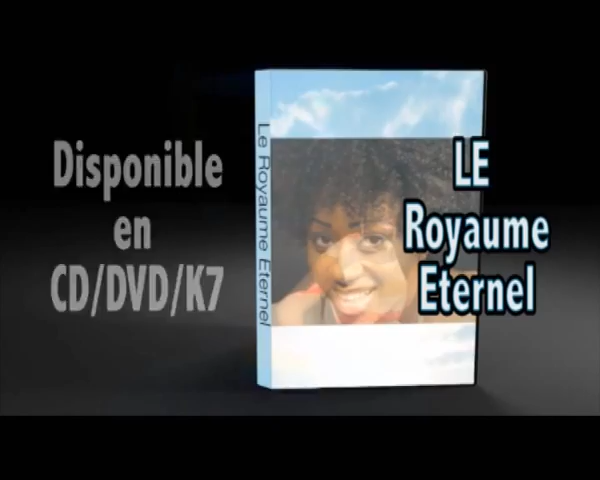 Disponible
en
CD/DVD/K7
Le Royaume Eternel
LE
Royaume
Eternel